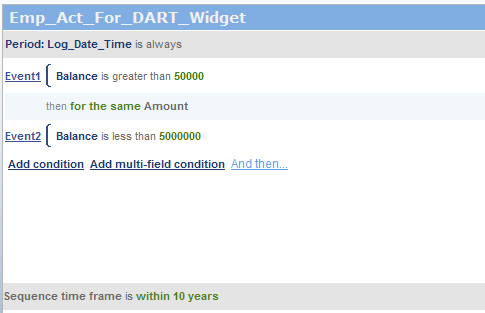 Emp_Act_For_DART_Widget
Period: Log_Date_Time is always
Event1 Balance is greater than 50000
then for the same Amount
Event2 Balance is less than 5000000
Add condition Add multi-field condition And then...
Sequence time frame is within 10 years